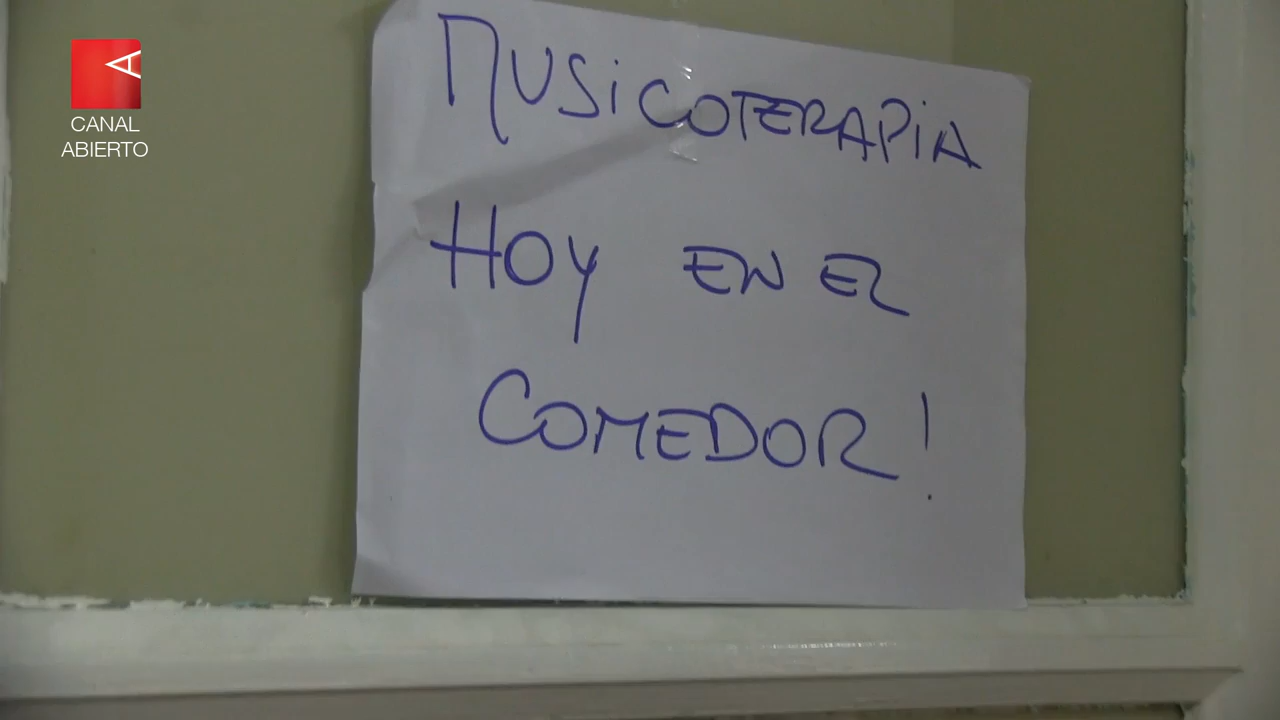 CANAL
ABIERTO
MUSiCOTERAPiA
HOY EN EL
COMEDOR!